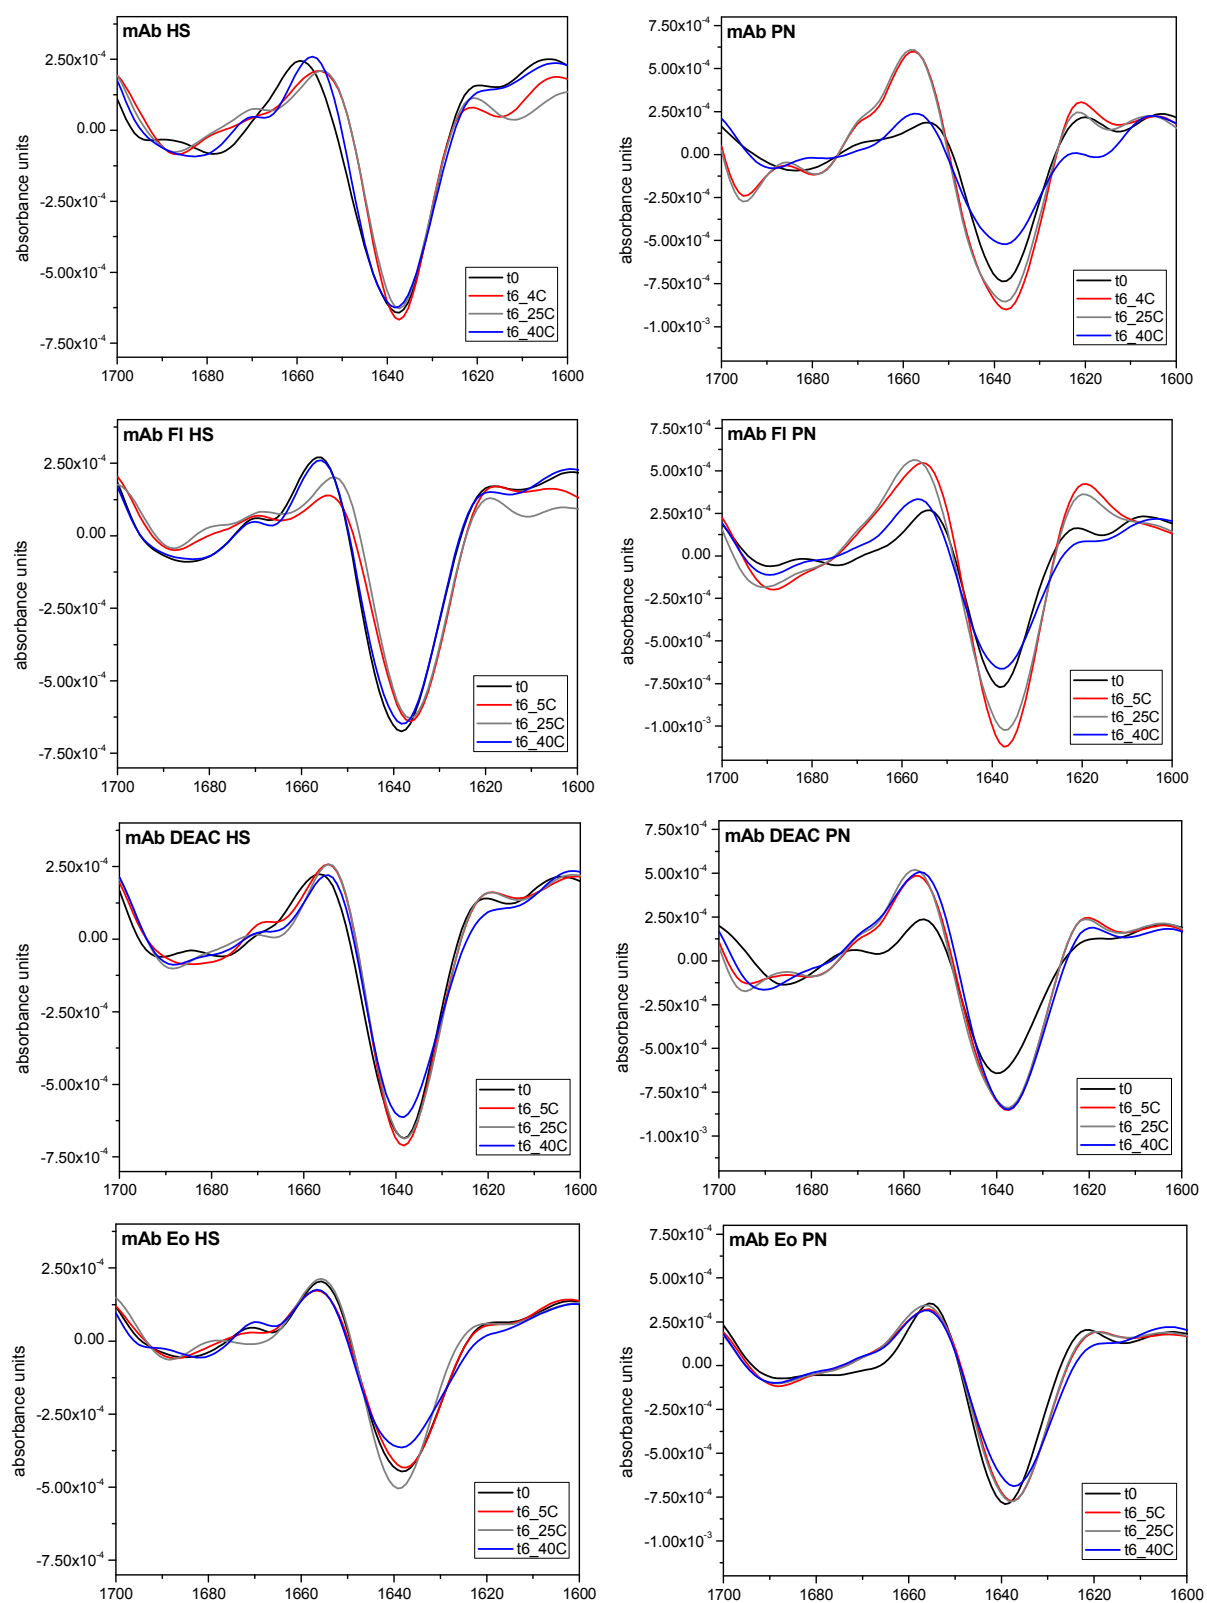 mAb HS
absorbance units
2.50x10⁻⁴
0.00
-2.50x10⁻⁴
-5.00x10⁻⁴
-7.50x10⁻⁴
t0
t6_4C
t6_25C
t6_40C
1700 1680 1660 1640 1620 1600
mAb PN
absorbance units
7.50x10⁻⁴
5.00x10⁻⁴
2.50x10⁻⁴
0.00
-2.50x10⁻⁴
-5.00x10⁻⁴
-7.50x10⁻⁴
-1.00x10⁻³
t0
t6_4C
t6_25C
t6_40C
1700 1680 1660 1640 1620 1600
mAb FI HS
absorbance units
2.50x10⁻⁴
0.00
-2.50x10⁻⁴
-5.00x10⁻⁴
-7.50x10⁻⁴
t0
t6_5C
t6_25C
t6_40C
1700 1680 1660 1640 1620 1600
mAb FI PN
absorbance units
7.50x10⁻⁴
5.00x10⁻⁴
2.50x10⁻⁴
0.00
-2.50x10⁻⁴
-5.00x10⁻⁴
-7.50x10⁻⁴
-1.00x10⁻³
t0
t6_5C
t6_25C
t6_40C
1700 1680 1660 1640 1620 1600
mAb DEAC HS
absorbance units
2.50x10⁻⁴
0.00
-2.50x10⁻⁴
-5.00x10⁻⁴
-7.50x10⁻⁴
t0
t6_5C
t6_25C
t6_40C
1700 1680 1660 1640 1620 1600
mAb DEAC PN
absorbance units
7.50x10⁻⁴
5.00x10⁻⁴
2.50x10⁻⁴
0.00
-2.50x10⁻⁴
-5.00x10⁻⁴
-7.50x10⁻⁴
-1.00x10⁻³
t0
t6_5C
t6_25C
t6_40C
1700 1680 1660 1640 1620 1600
mAb Eo HS
absorbance units
2.50x10⁻⁴
0.00
-2.50x10⁻⁴
-5.00x10⁻⁴
-7.50x10⁻⁴
t0
t6_5C
t6_25C
t6_40C
1700 1680 1660 1640 1620 1600
mAb Eo PN
absorbance units
7.50x10⁻⁴
5.00x10⁻⁴
2.50x10⁻⁴
0.00
-2.50x10⁻⁴
-5.00x10⁻⁴
-7.50x10⁻⁴
-1.00x10⁻³
t0
t6_5C
t6_25C
t6_40C
1700 1680 1660 1640 1620 1600